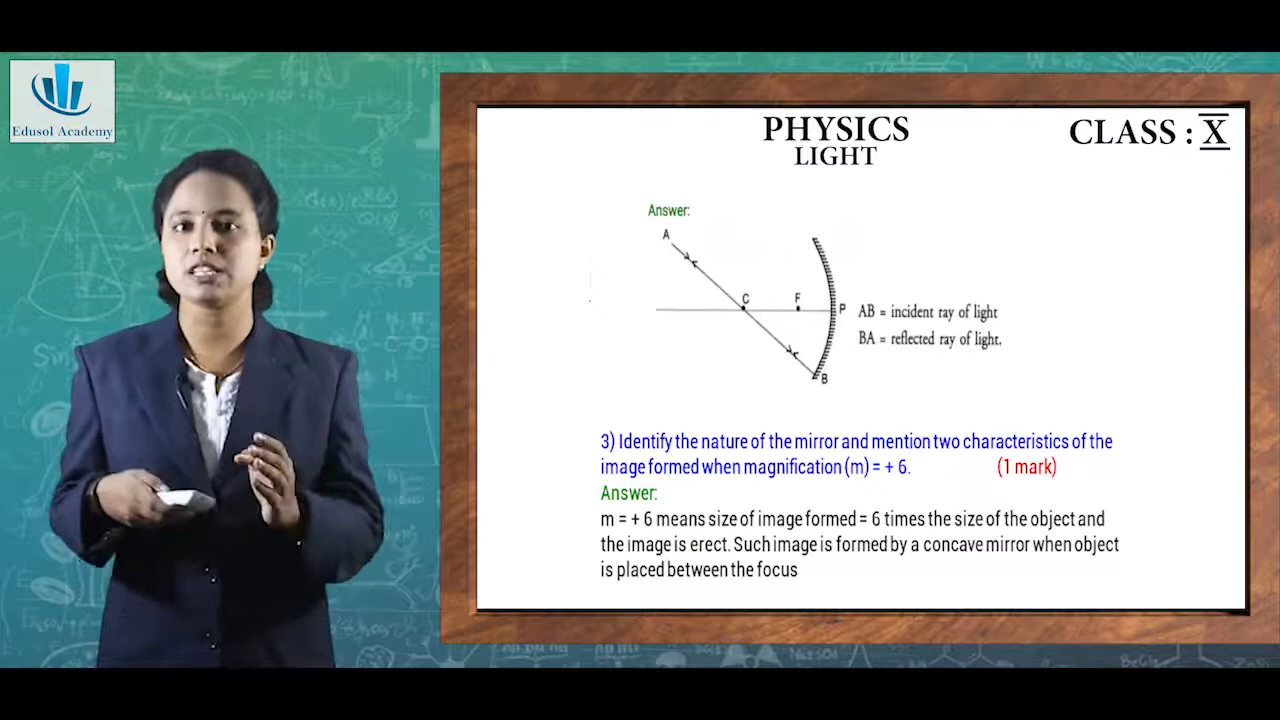 Edusol Academy
PHYSICS
LIGHT
CLASS : X
Answer:
A
C
F
P
B
AB = incident ray of light
BA = reflected ray of light.
3) Identify the nature of the mirror and mention two characteristics of the
image formed when magnification (m) = + 6. (1 mark)
Answer:
m = + 6 means size of image formed = 6 times the size of the object and
the image is erect. Such image is formed by a concave mirror when object
is placed between the focus